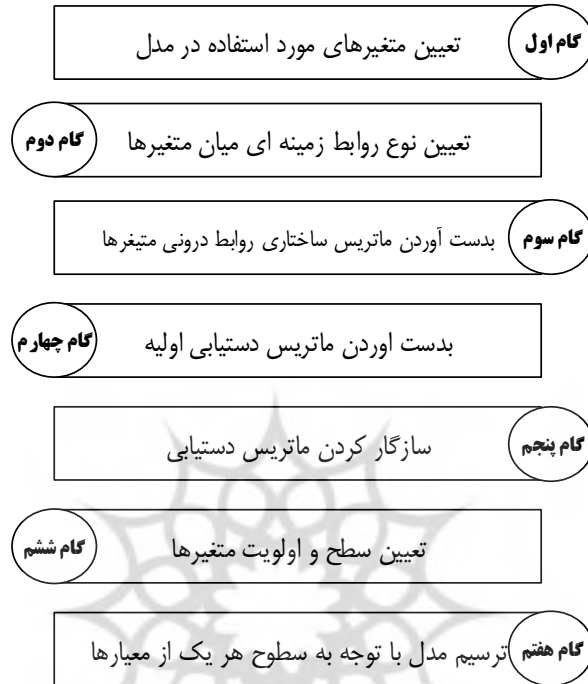 گام اول
تعیین متغیرهای مورد استفاده در مدل
گام دوم
تعیین نوع روابط زمینه ای میان متغیرها
گام سوم
بدست آوردن ماتریس ساختاری روابط درونی متیغرها
گام چهارم
بدست اوردن ماتریس دستیابی اولیه
گام پنجم
سازگار کردن ماتریس دستیابی
گام ششم
تعیین سطح و اولویت متغیرها
گام هفتم
ترسیم مدل با توجه به سطوح هر یک از معیارها